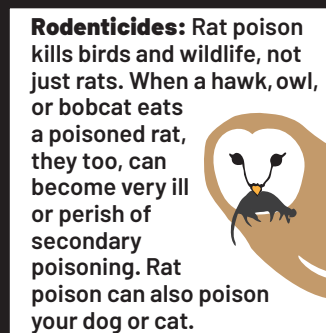 Rodenticides: Rat poison
kills birds and wildlife, not
just rats. When a hawk, owl,
or bobcat eats
a poisoned rat,
they too, can
become very ill
or perish of
secondary
poisoning. Rat
poison can also poison
your dog or cat.